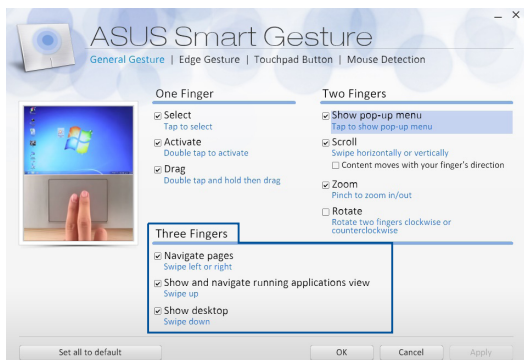 ASUS Smart Gesture
General Gesture | Edge Gesture | Touchpad Button | Mouse Detection
One Finger
Select
Tap to select
Activate
Double tap to activate
Drag
Double tap and hold then drag
Two Fingers
Show pop-up menu
Tap to show pop-up menu
Scroll
Swipe horizontally or vertically
Content moves with your finger's direction
Zoom
Pinch to zoom in/out
Rotate
Rotate two fingers clockwise or
counterclockwise
Three Fingers
Navigate pages
Swipe left or right
Show and navigate running applications view
Swipe up
Show desktop
Swipe down
Set all to default
OK
Cancel
Apply